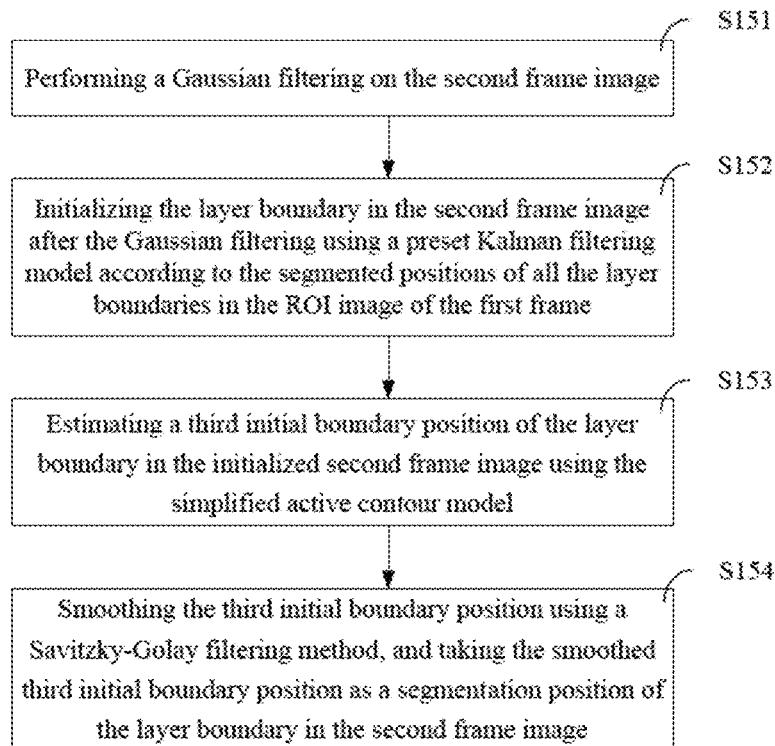 S151
Performing a Gaussian filtering on the second frame image
S152
Initializing the layer boundary in the second frame image
after the Gaussian filtering using a preset Kalman filtering
model according to the segmented positions of all the layer
boundaries in the ROI image of the first frame
S153
Estimating a third initial boundary position of the layer
boundary in the initialized second frame image using the
simplified active contour model
S154
Smoothing the third initial boundary position using a
Savitzky-Golay filtering method, and taking the smoothed
third initial boundary position as a segmentation position of
the layer boundary in the second frame image